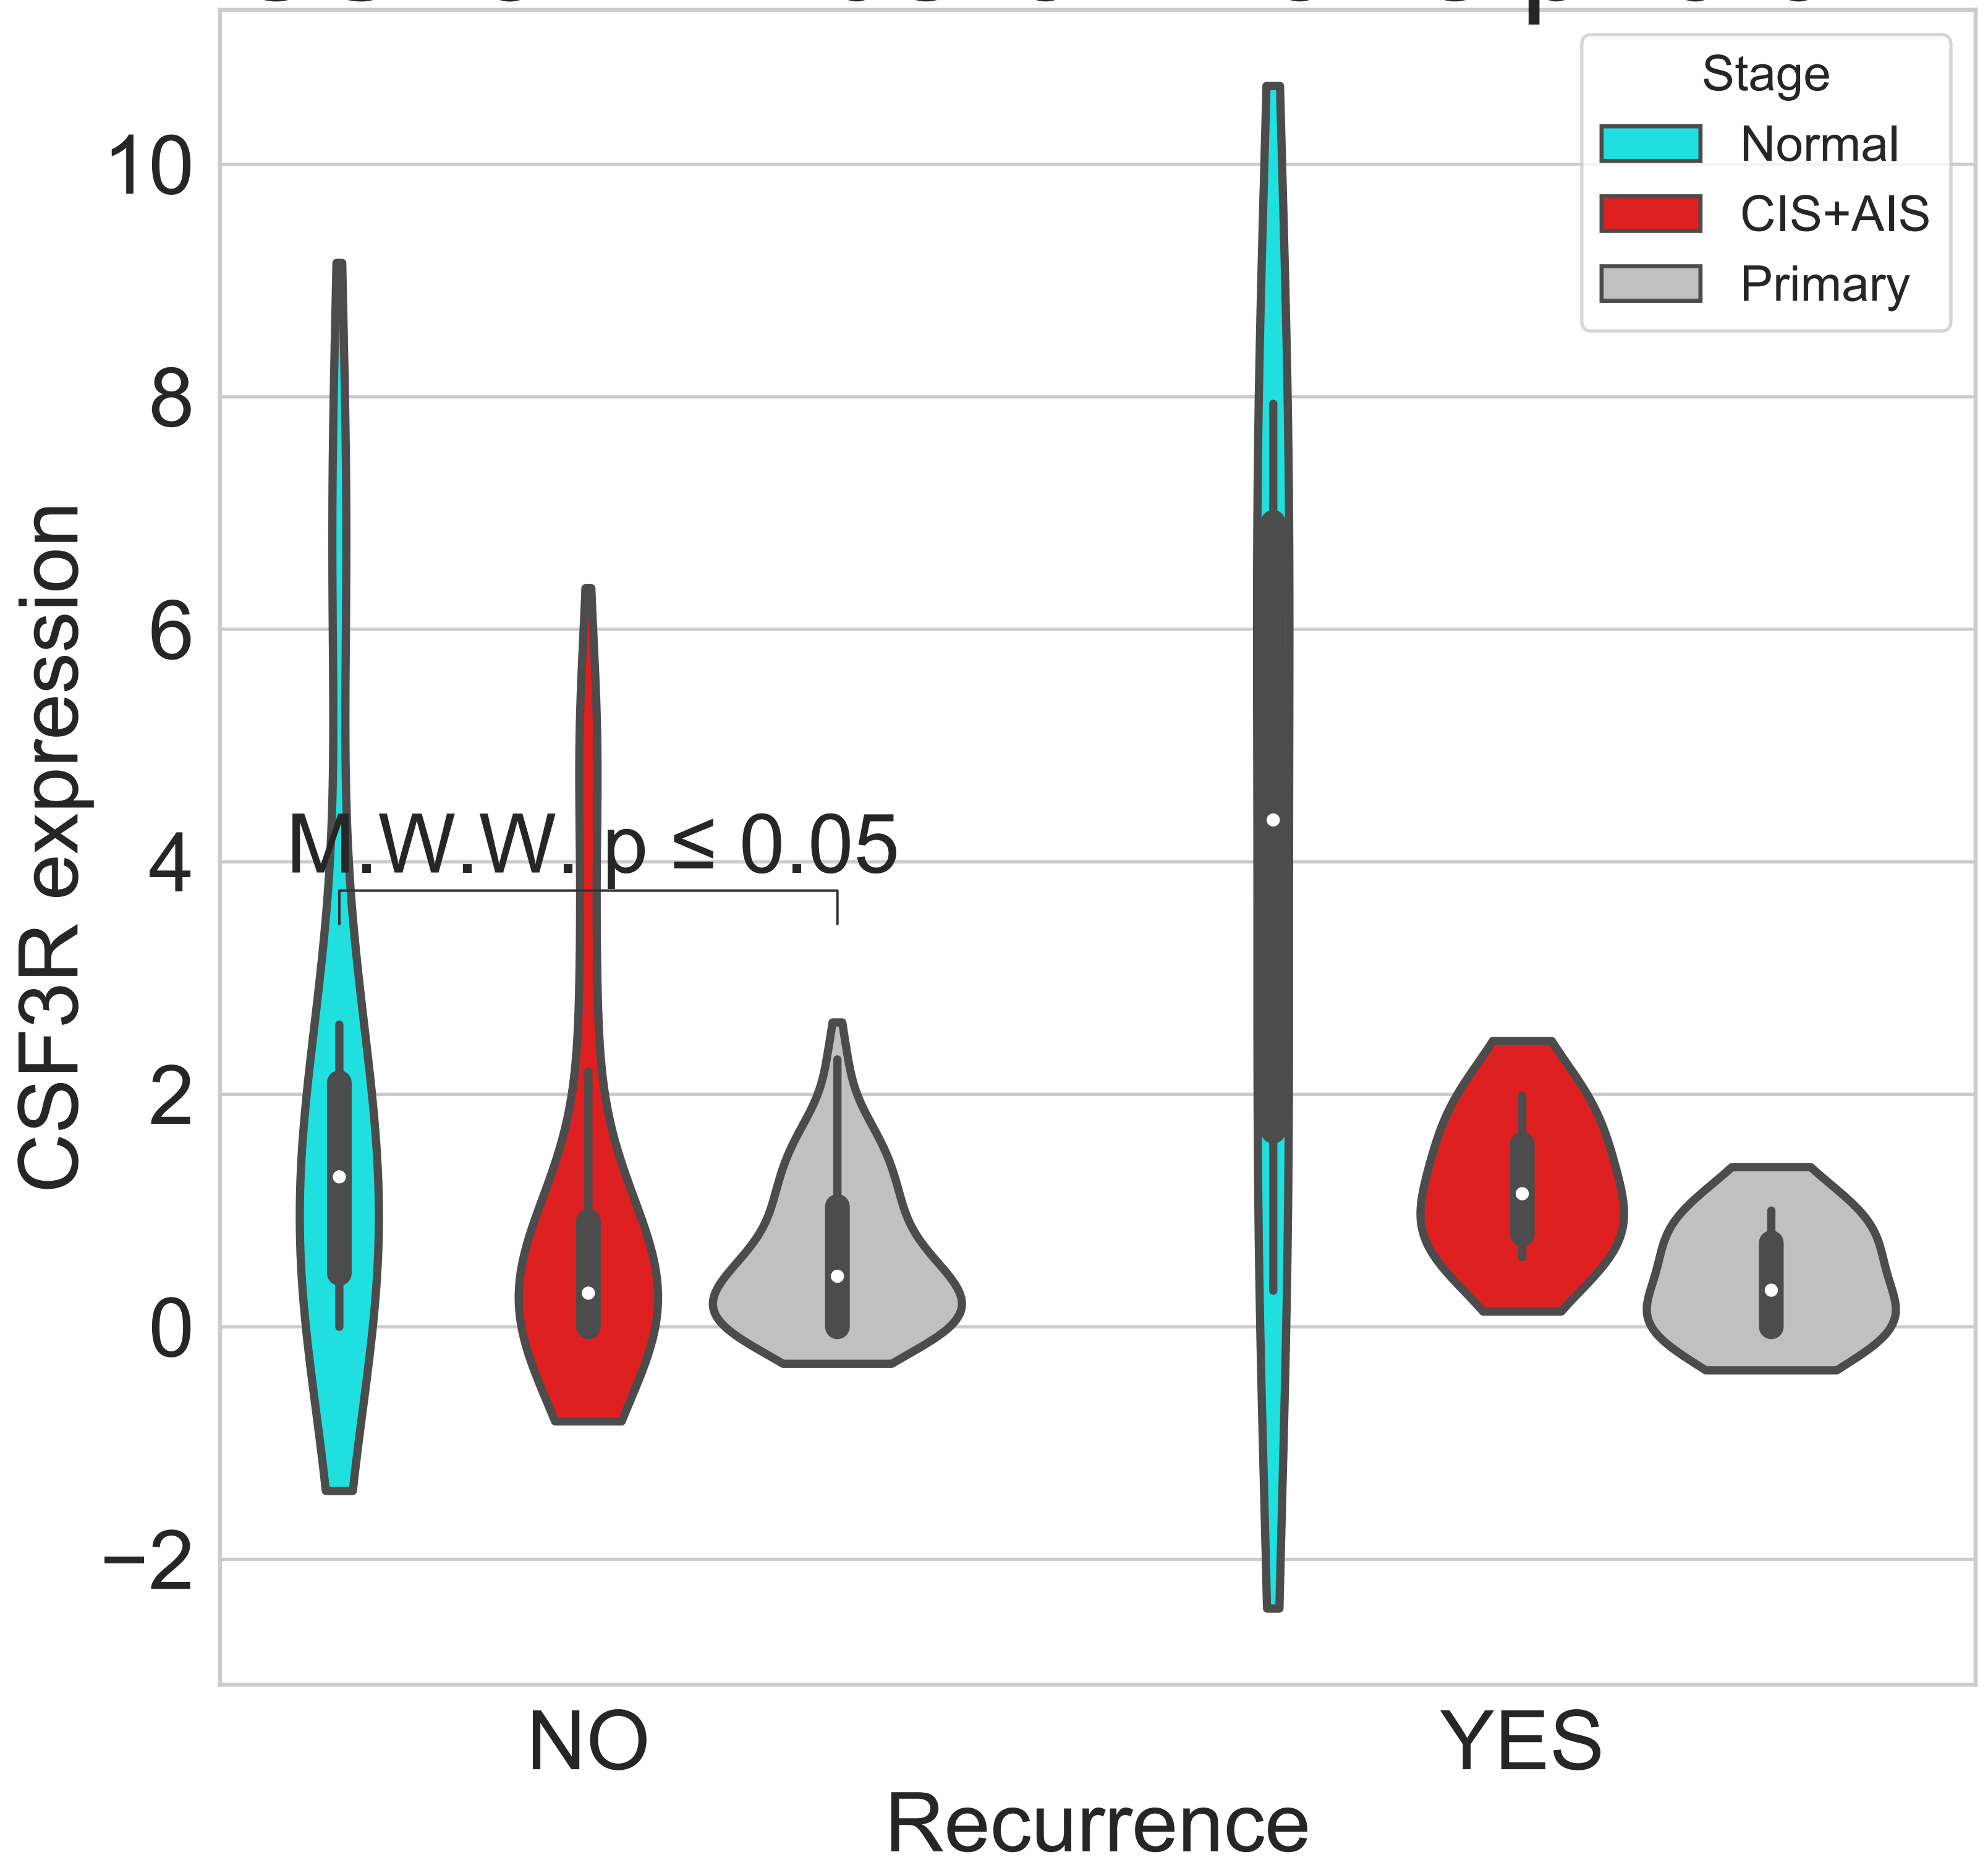 Stage
Normal
CIS+AIS
Primary
10
8
6
4
2
0
−2
CSF3R expression
M.W.W. p ≤ 0.05
NO
YES
Recurrence